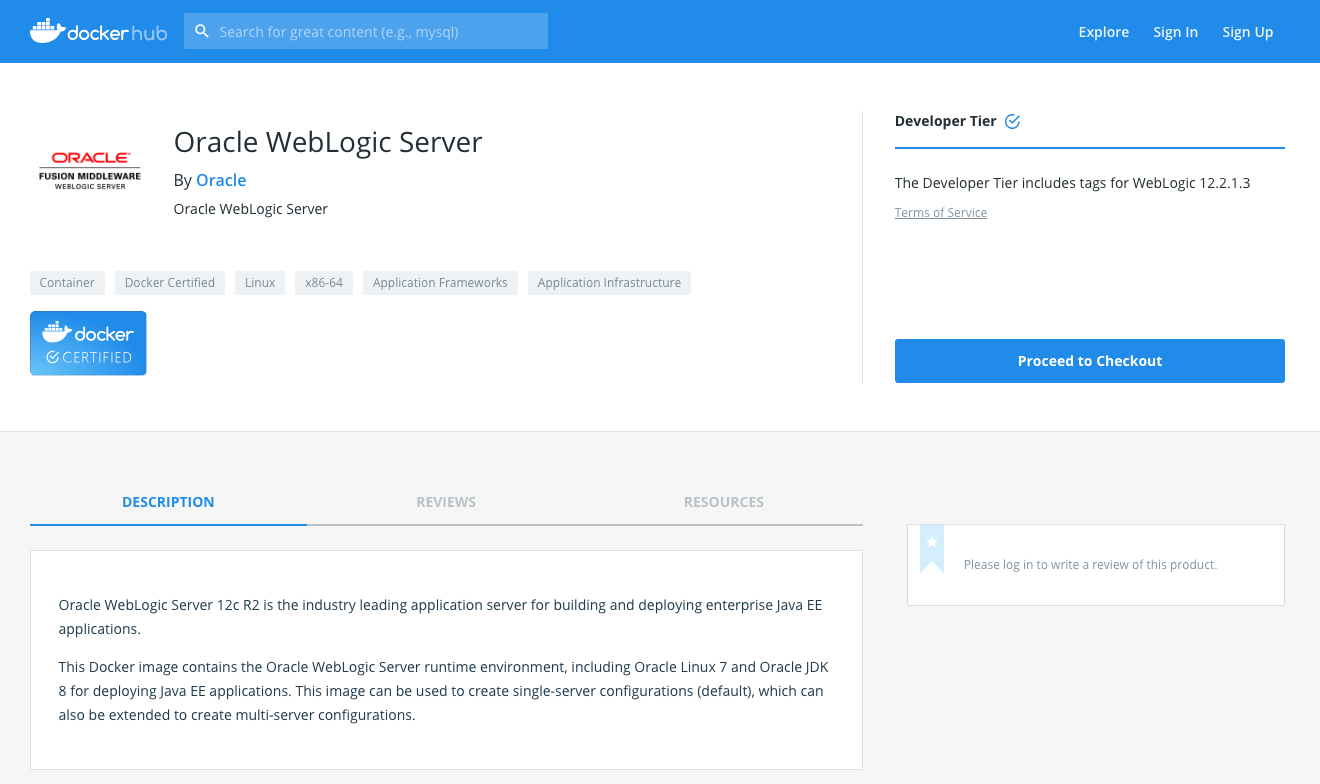 docker hub
Search for great content (e.g., mysql)
Explore
Sign In
Sign Up
ORACLE
FUSION MIDDLEWARE
WEBLOGIC SERVER
Oracle WebLogic Server
By Oracle
Oracle WebLogic Server
Container
Docker Certified
Linux
x86-64
Application Frameworks
Application Infrastructure
docker
CERTIFIED
Developer Tier
The Developer Tier includes tags for WebLogic 12.2.1.3
Terms of Service
Proceed to Checkout
DESCRIPTION
REVIEWS
RESOURCES
Oracle WebLogic Server 12c R2 is the industry leading application server for building and deploying enterprise Java EE
applications.
This Docker image contains the Oracle WebLogic Server runtime environment, including Oracle Linux 7 and Oracle JDK
8 for deploying Java EE applications. This image can be used to create single-server configurations (default), which can
also be extended to create multi-server configurations.
Please log in to write a review of this product.